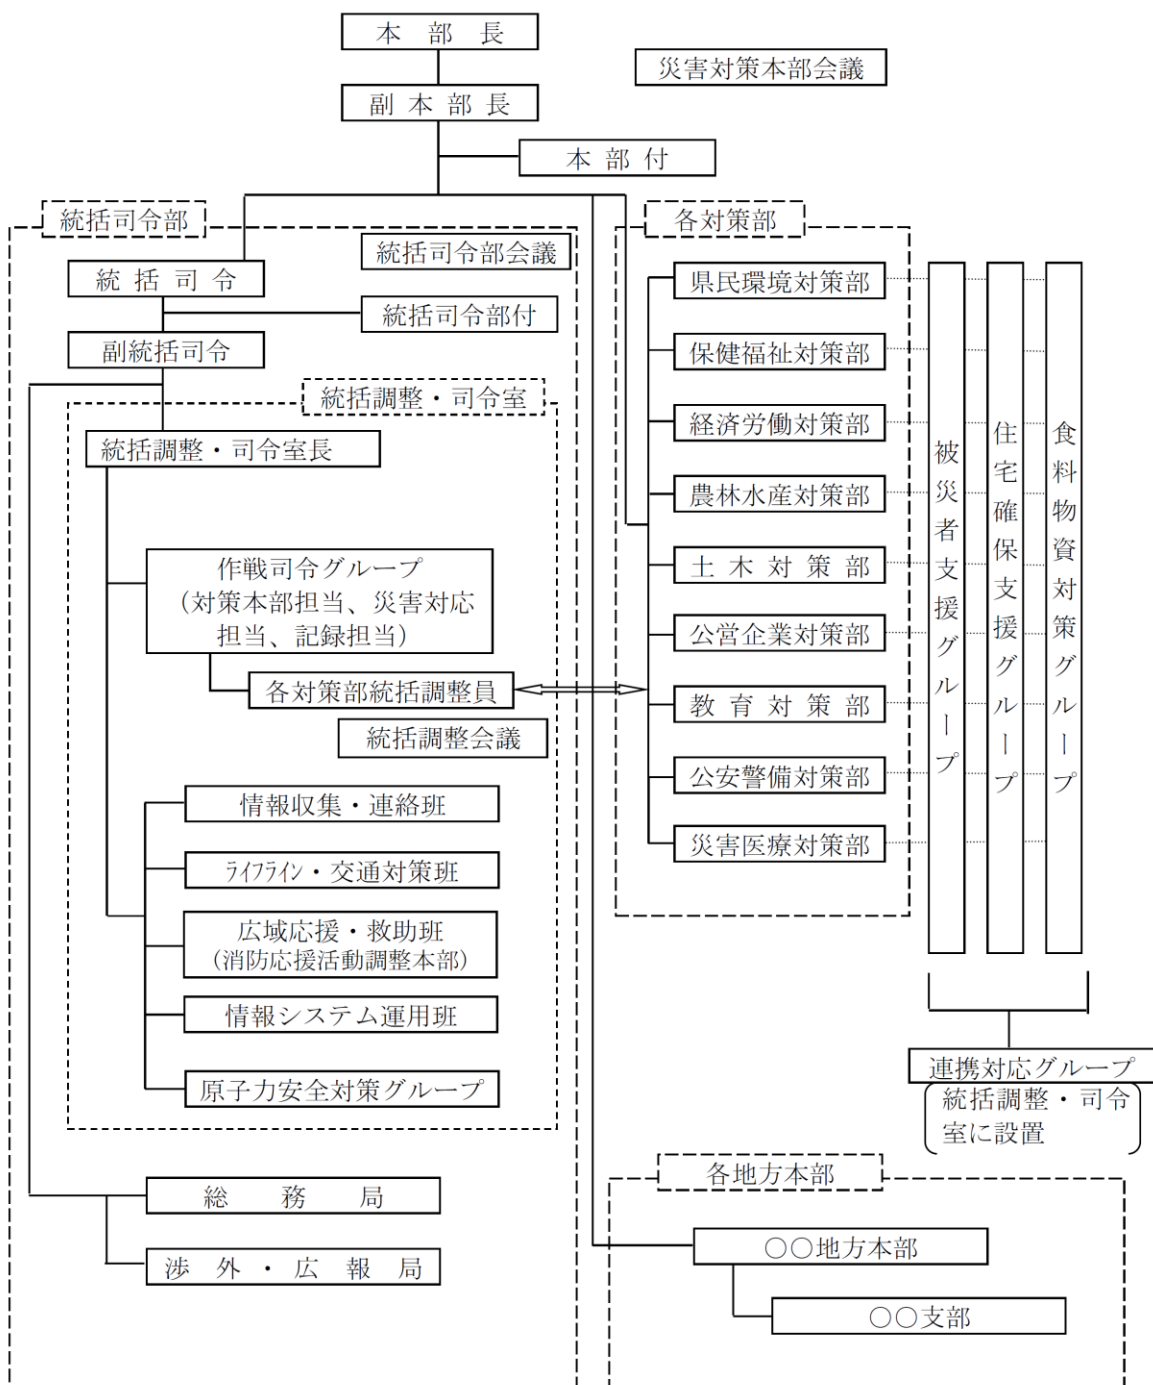 本部長
災害対策本部会議
副本部長
本部付
統括司令部
統括司令部会議
統括司令
統括司令部付
副統括司令
統括調整・司令室
統括調整・司令室長
作戦司令グループ
（対策本部担当、災害対応
担当、記録担当）
各対策部統括調整員
統括調整会議
情報収集・連絡班
ﾗｲﾌﾗｲﾝ・交通対策班
広域応援・救助班
（消防応援活動調整本部）
情報システム運用班
原子力安全対策グループ
総務局
渉外・広報局
各対策部
県民環境対策部
保健福祉対策部
経済労働対策部
農林水産対策部
土木対策部
公営企業対策部
教育対策部
公安警備対策部
災害医療対策部
被災者支援グループ
住宅確保支援グループ
食料物資対策グループ
連携対応グループ
統括調整・司令
室に設置
各地方本部
○○地方本部
○○支部